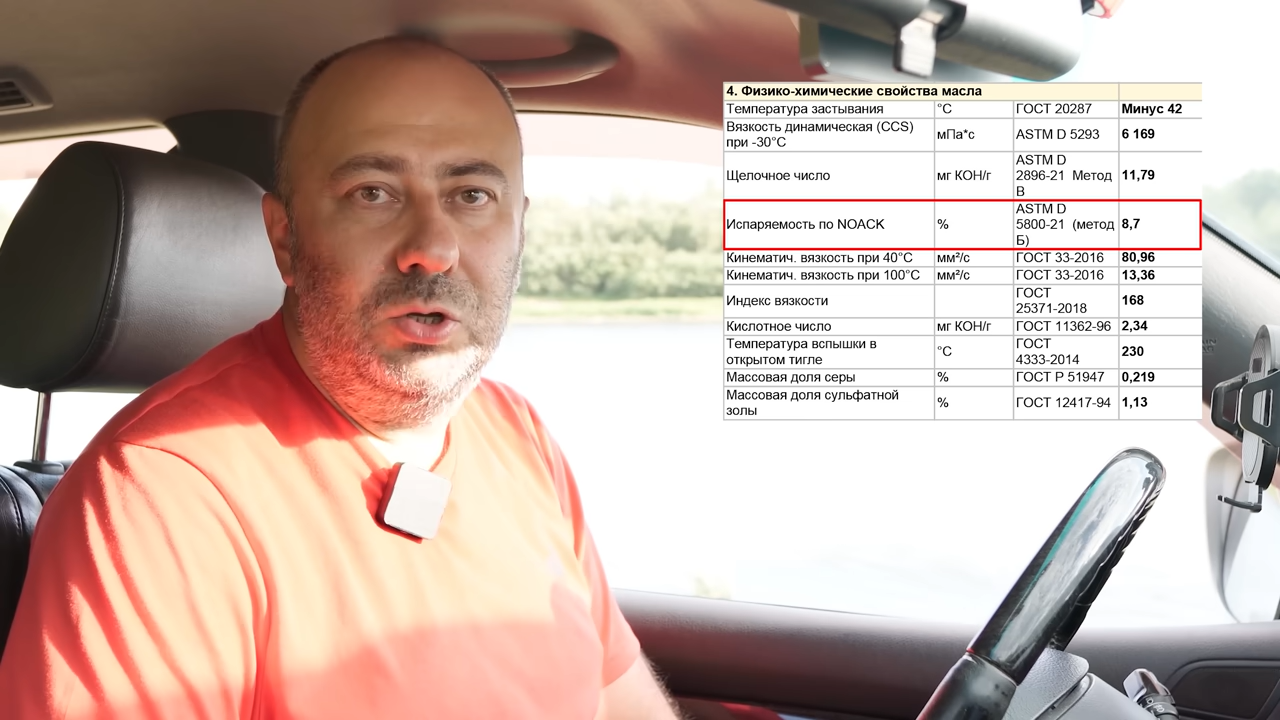 4. Физико-химические свойства масла
Температура застывания °C ГОСТ 20287 Минус 42
Вязкость динамическая (CCS) при -30°C мПа*с ASTM D 5293 6 169
Щелочное число мг КОН/г ASTM D 2896-21 Метод В 11,79
Испаряемость по NOACK % ASTM D 5800-21 (метод Б) 8,7
Кинематич. вязкость при 40°C мм²/с ГОСТ 33-2016 80,96
Кинематич. вязкость при 100°C мм²/с ГОСТ 33-2016 13,36
Индекс вязкости ГОСТ 25371-2018 168
Кислотное число мг КОН/г ГОСТ 11362-96 2,34
Температура вспышки в открытом тигле °C ГОСТ 4333-2014 230
Массовая доля серы % ГОСТ Р 51947 0,219
Массовая доля сульфатной золы % ГОСТ 12417-94 1,13